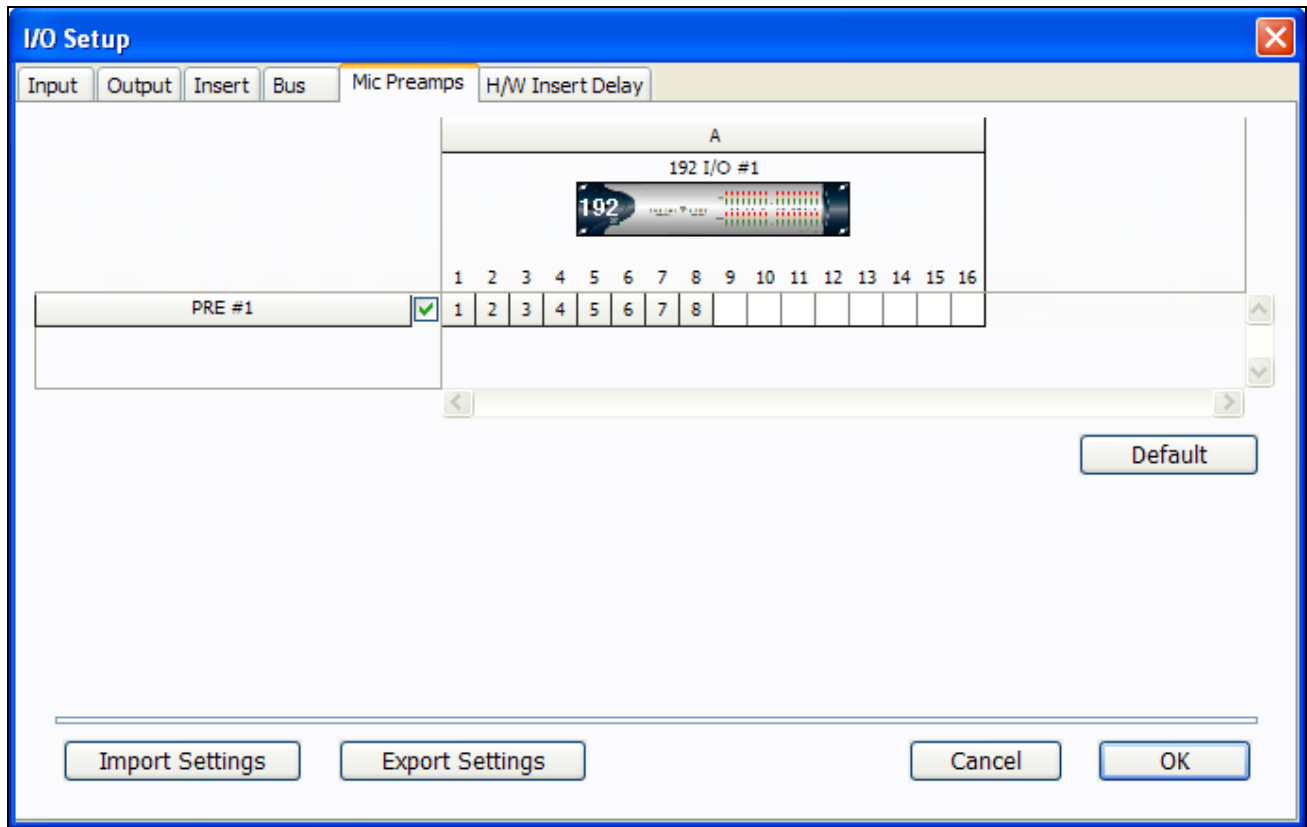 I/O Setup
Input Output Insert Bus Mic Preamps H/W Insert Delay
A
192 I/O #1
192
1 2 3 4 5 6 7 8 9 10 11 12 13 14 15 16
PRE #1 1 2 3 4 5 6 7 8
Default
Import Settings Export Settings Cancel OK